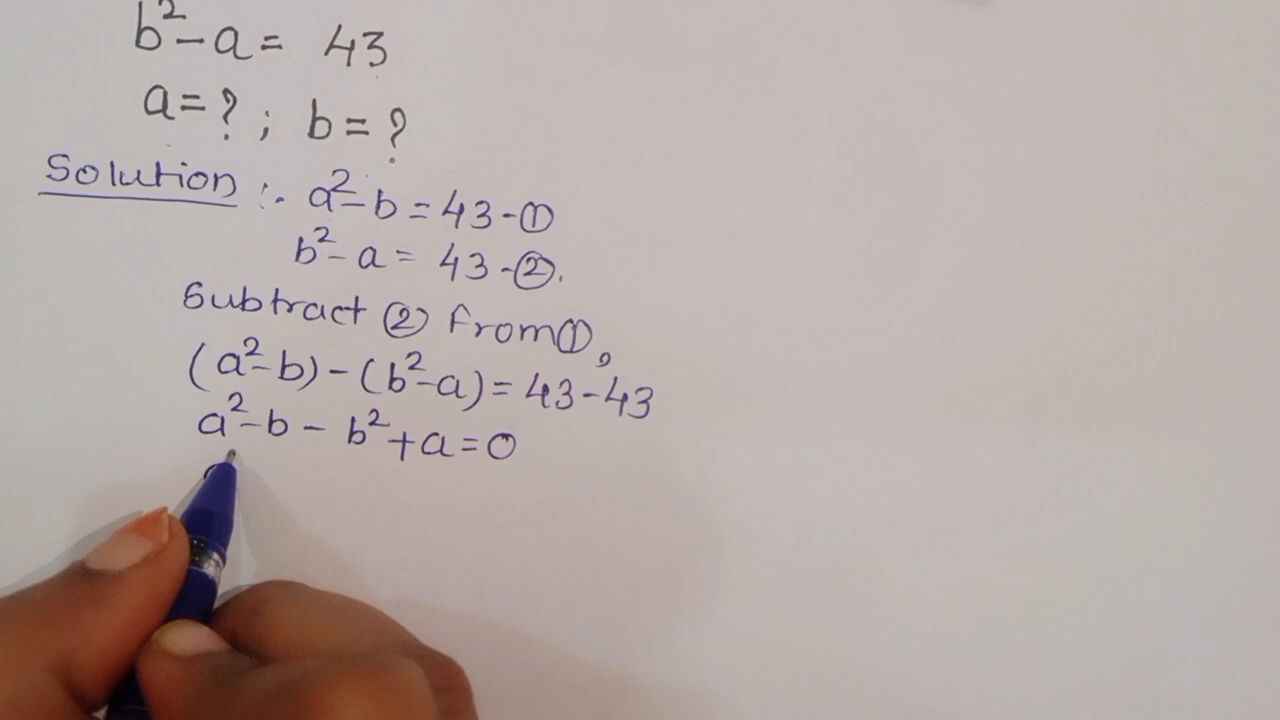 b²-a = 43
a = ? ; b = ?
Solution :- a²-b = 43 - ①
b²-a = 43 - ②.
Subtract ② from ①,
(a²-b) - (b²-a) = 43 - 43
a²-b - b²+a = 0